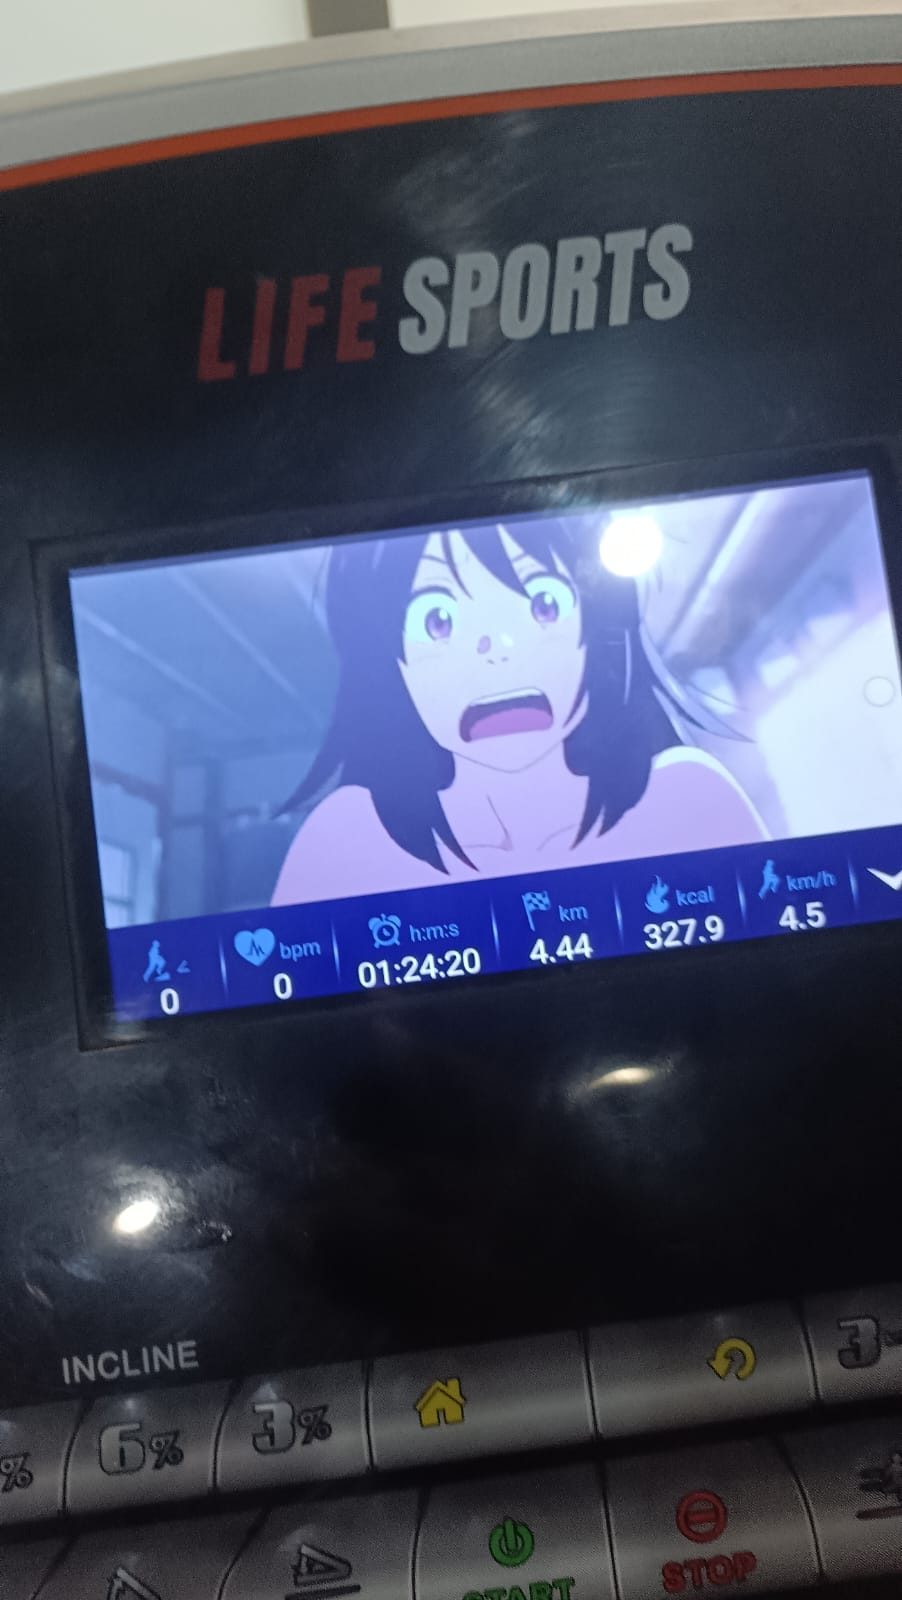 LIFE SPORTS
0
bpm
0
h:m:s
01:24:20
km
4.44
kcal
327.9
km/h
4.5
INCLINE
%
6%
3%
3
START
STOP